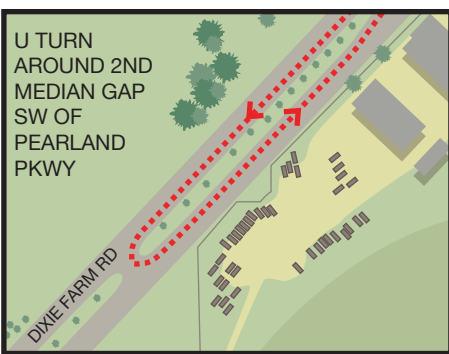 U TURN
AROUND 2ND
MEDIAN GAP
SW OF
PEARLAND
PKWY
DIXIE FARM RD